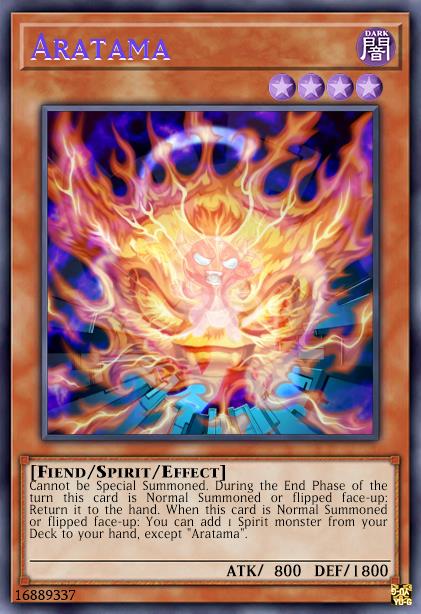 ARATAMA
DARK
闇
[FIEND/SPIRIT/EFFECT]
Cannot be Special Summoned. During the End Phase of the
turn this card is Normal Summoned or flipped face-up:
Return it to the hand. When this card is Normal Summoned
or flipped face-up: You can add 1 Spirit monster from your
Deck to your hand, except "Aratama".
ATK/ 800 DEF/1800
16889337